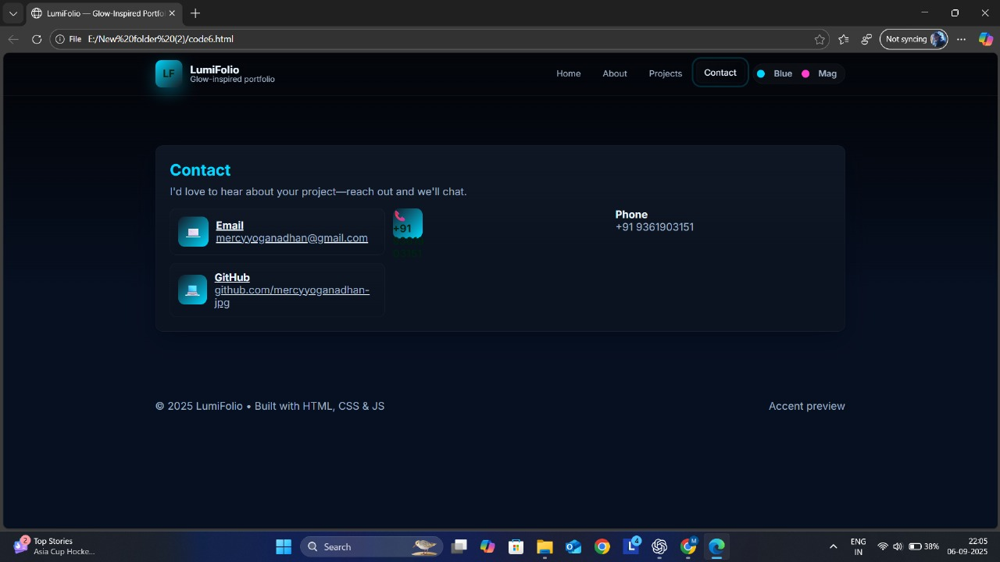 LumiFolio — Glow-Inspired Portfo
File E:/New%20folder%20(2)/code6.html
Not syncing
LF
LumiFolio
Glow-inspired portfolio
Home
About
Projects
Contact
Blue
Mag
Contact
I'd love to hear about your project—reach out and we'll chat.
Email
mercyyoganadhan@gmail.com
+91
Phone
+91 9361903151
GitHub
github.com/mercyyoganadhan-
jpg
© 2025 LumiFolio • Built with HTML, CSS & JS
Accent preview
2
Top Stories
Asia Cup Hocke...
Search
L
4
M
ENG
IN
38%
22:05
06-09-2025